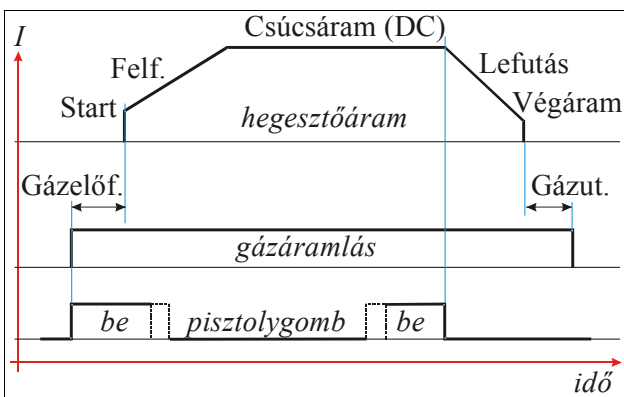 I
Csúcsáram (DC)
Felf.
Lefutás
Start
Végáram
hegesztőáram
Gázelőf.
Gázut.
gázáramlás
be
pisztolygomb
be
idő